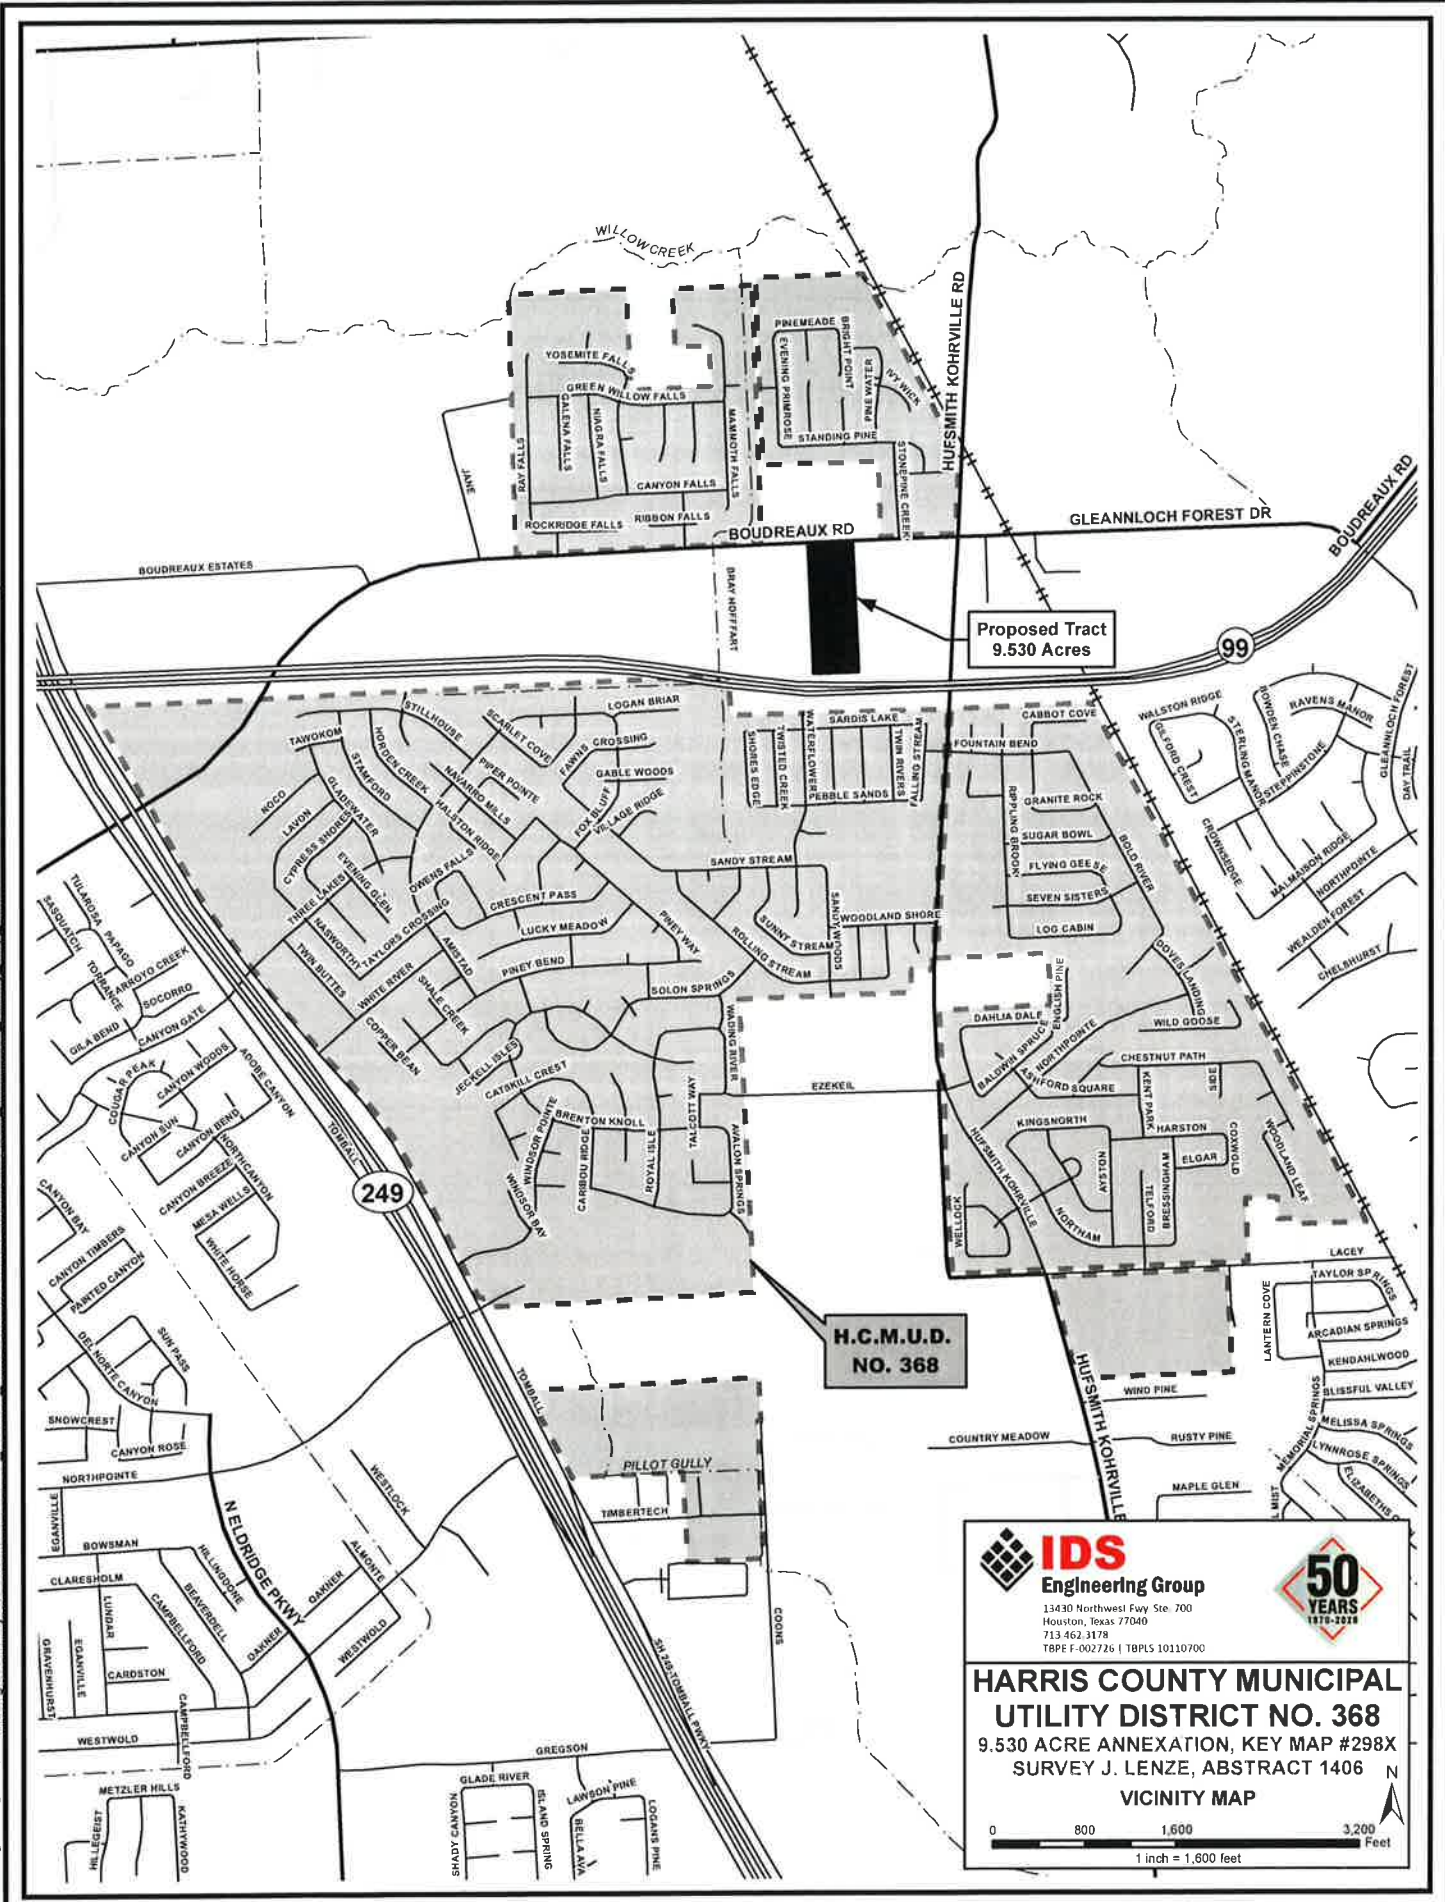 WILLOW CREEK
HUFSMITH KOHRVILLE RD
PINEMEADE
BRIGHT POINT
EVENING PRIMROSE
PINE WATER
IVY WICK
STANDING PINE
STONEPINE CREEK
YOSEMITE FALLS
GREEN WILLOW FALLS
GALENA FALLS
NIAGRA FALLS
MAMMOTH FALLS
RAY FALLS
CANYON FALLS
ROCKRIDGE FALLS
RIBBON FALLS
JANE
BOUDREAUX RD
GLEANNLOCH FOREST DR
BOUDREAUX RD
BOUDREAUX ESTATES
BRAY HOFFFART
Proposed Tract
9.530 Acres
99
LOGAN BRIAR
STILLHOUSE
SCARLET COVE
FAWNS CROSSING
TAWOKOM
HORDEN CREEK
STAMFORD
NAVARRO MILLS
PIPER POINTE
GABLE WOODS
NOCO
LAVON
GLADEWATER
HALSTON RIDGE
FOX BLUFF
VILLAGE RIDGE
CYPRESS SHORES
EVENING GLEN
THREE LAKES
OWENS FALLS
NASWORTHY
TAYLORS CROSSING
CRESCENT PASS
LUCKY MEADOW
TWIN BUTTES
WHITE RIVER
AMISTAD
PINEY BEND
PINEY WAY
SHALE CREEK
COPPER BEAN
SOLON SPRINGS
JECKELL ISLES
CATSKILL CREST
WADING RIVER
WINDSOR POINTE
BRENTON KNOLL
CARIBOU RIDGE
ROYAL ISLE
TALCOTT WAY
AVALON SPRINGS
WINDSOR BAY
SARDIS LAKE
SHORES EDGE
TWISTED CREEK
WATERFLOWER
TWIN RIVERS
FALLING STREAM
PEBBLE SANDS
SANDY STREAM
SUNNY STREAM
ROLLING STREAM
SANDY WOODS
WOODLAND SHORE
CABBOT COVE
FOUNTAIN BEND
RIPPLING BROOK
GRANITE ROCK
SUGAR BOWL
BOLD RIVER
FLYING GEESE
SEVEN SISTERS
LOG CABIN
DOVES LANDING
ENGLISH PINE
DAHLIA DALE
WILD GOOSE
BALDWIN SPRUCE
NORTHPOINTE
CHESTNUT PATH
ASHFORD SQUARE
KENT PARK
EZEKEIL
KINGSNORTH
HARSTON
COXWOLD
WOODLAND LEAF
ELGAR
AYSTON
TELFORD
BRESSINGHAM
HUFSMITH KOHRVILLE
NORTHAM
WELLOCK
WALSTON RIDGE
BOWDEN CHASE
RAVENS MANOR
GLEANNLOCH FOREST
GILFORD CREST
STERLING MANOR
STEPPINSTONE
DAY TRAIL
CROWNSEDGE
MALMAISON RIDGE
NORTHPOINTE
WEALDEN FOREST
CHELSHURST
LACEY
TAYLOR SPRINGS
LANTERN COVE
ARCADIAN SPRINGS
KENDAHLWOOD
BLISSFUL VALLEY
MELISSA SPRINGS
LYNNROSE SPRINGS
MEMORIAL SPRINGS
WIND PINE
COUNTRY MEADOW
RUSTY PINE
MAPLE GLEN
HUFSMITH KOHRVILLE
TULAROSA
SASQUATCH
PAPAGO
TORRANCE
ARROYO CREEK
SOCORRO
GILA BEND
CANYON GATE
COUGAR PEAK
CANYON WOODS
ADOBE CANYON
CANYON SUN
CANYON BEND
NORTH CANYON
CANYON BREEZE
MESA WELLS
WHITE HORSE
CANYON BAY
CANYON TIMBERS
PAINTED CANYON
TOMBALL
249
SUN PASS
DEL NORTE CANYON
SNOWCREST
CANYON ROSE
NORTHPOINTE
EGANVILLE
N ELDRIDGE PKWY
WESTLOCK
BOWSMAN
HILLINGDONE
CLARESHOLM
BEAVERDELL
OAKNER
ALMONTE
LUNDAR
CAMPBELLFORD
OAKNER
WESTWOLD
GRAVENHURST
EGANVILLE
CARDSTON
CAMPBELLFORD
WESTWOLD
METZLER HILLS
HILLEGEIST
KATHYWOOD
H.C.M.U.D.
NO. 368
TOMBALL
PILLOT GULLY
TIMBERTECH
COONS
SH 249-TOMBALL PKWY
GREGSON
GLADE RIVER
SHADY CANYON
ISLAND SPRING
LAWSON PINE
BELLA AVA
LOGANS PINE
IDS
Engineering Group
13430 Northwest Fwy Ste. 700
Houston, Texas 77040
713.462.3178
TBPE F-002726 | TBPLS 10110700
50
YEARS
1970-2020
HARRIS COUNTY MUNICIPAL
UTILITY DISTRICT NO. 368
9.530 ACRE ANNEXATION, KEY MAP #298X
SURVEY J. LENZE, ABSTRACT 1406
VICINITY MAP
N
0 800 1,600 3,200
Feet
1 inch = 1,600 feet